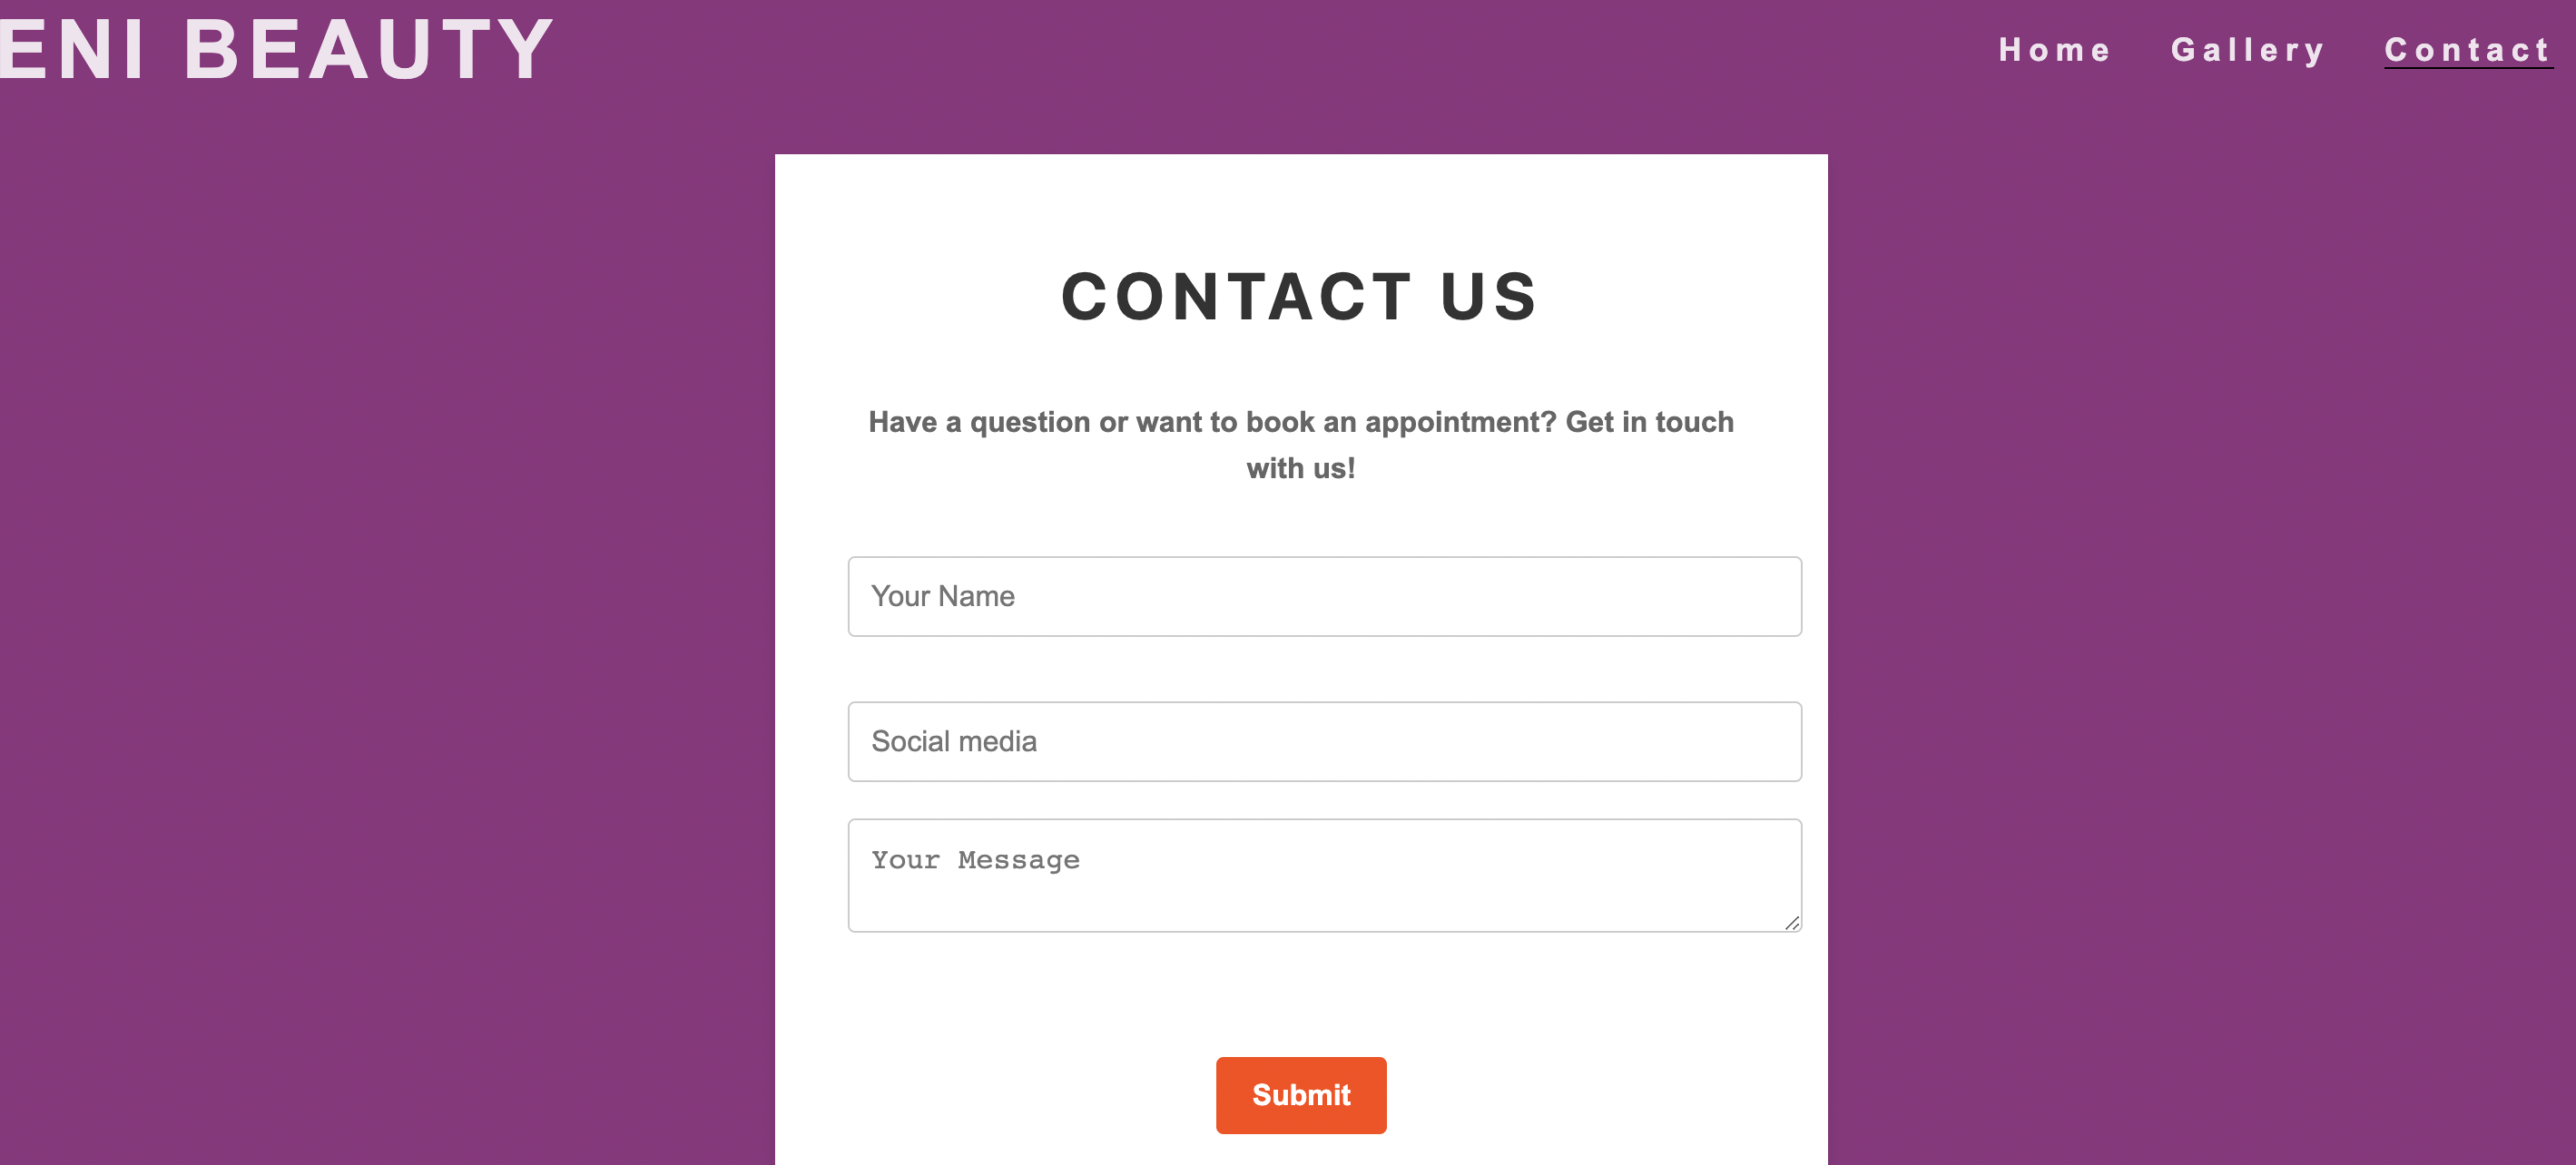 ENI BEAUTY
Home Gallery Contact
CONTACT US
Have a question or want to book an appointment? Get in touch
with us!
Your Name
Social media
Your Message
Submit